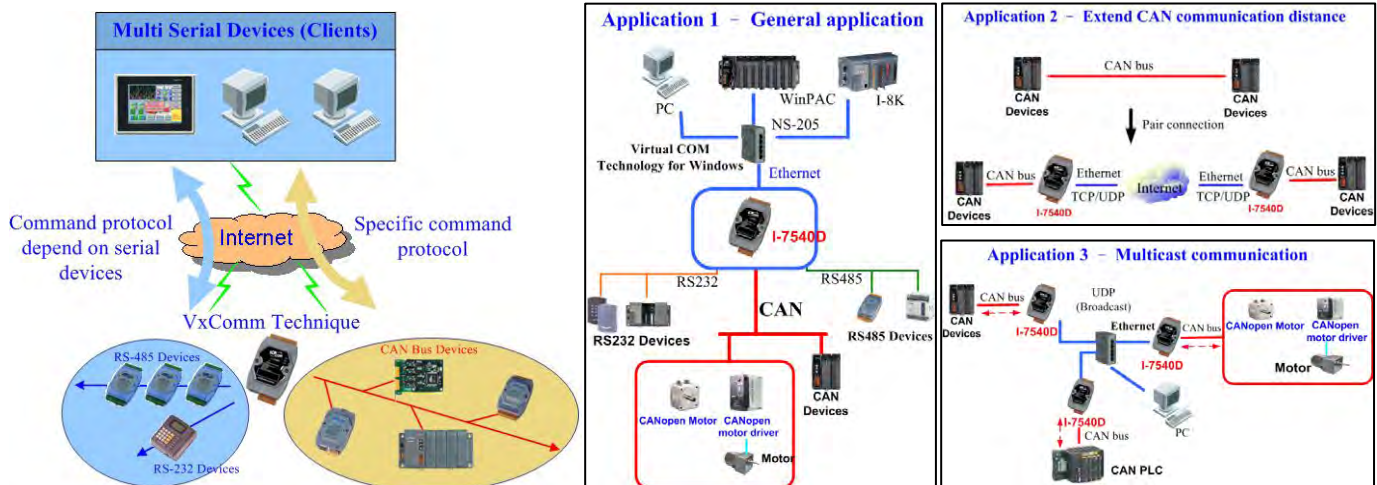 Multi Serial Devices (Clients)
Command protocol
depend on serial
devices
Internet
Specific command
protocol
VxComm Technique
RS-485 Devices
RS-232 Devices
CAN Bus Devices
Application 1 – General application
PC
WinPAC
I-8K
NS-205
Virtual COM
Technology for Windows
Ethernet
I-7540D
RS232
CAN
RS485
RS232 Devices
RS485 Devices
CANopen Motor
CANopen
motor driver
Motor
CAN
Devices
Application 2 – Extend CAN communication distance
CAN bus
CAN
Devices
CAN
Devices
Pair connection
CAN bus
Ethernet
TCP/UDP
Internet
Ethernet
TCP/UDP
CAN bus
CAN
Devices
I-7540D
I-7540D
CAN
Devices
Application 3 – Multicast communication
CAN bus
CAN
Devices
I-7540D
UDP
(Broadcast)
Ethernet
I-7540D
CAN bus
CANopen Motor
CANopen
motor driver
Motor
I-7540D
CAN bus
CAN PLC
PC